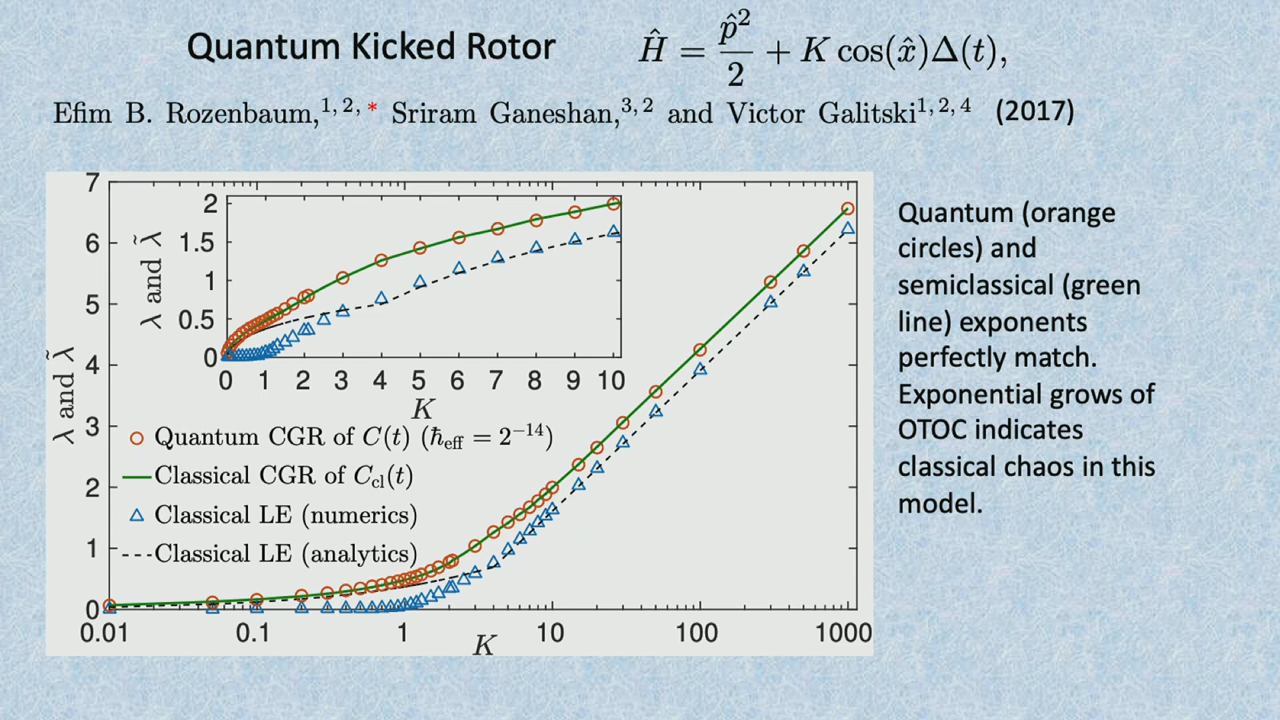 Quantum Kicked Rotor
Ĥ = p̂²/2 + K cos(x̂)Δ(t),
Efim B. Rozenbaum,¹,²,* Sriram Ganeshan,³,² and Victor Galitski¹,²,⁴ (2017)
7
6
5
4
3
2
1
0
λ and λ̃
0.01
0.1
1
10
100
1000
K
2
1.5
1
0.5
0
λ and λ̃
0 1 2 3 4 5 6 7 8 9 10
K
Quantum CGR of C(t) (ħeff = 2⁻¹⁴)
Classical CGR of Ccl(t)
Classical LE (numerics)
Classical LE (analytics)
Quantum (orange
circles) and
semiclassical (green
line) exponents
perfectly match.
Exponential grows of
OTOC indicates
classical chaos in this
model.